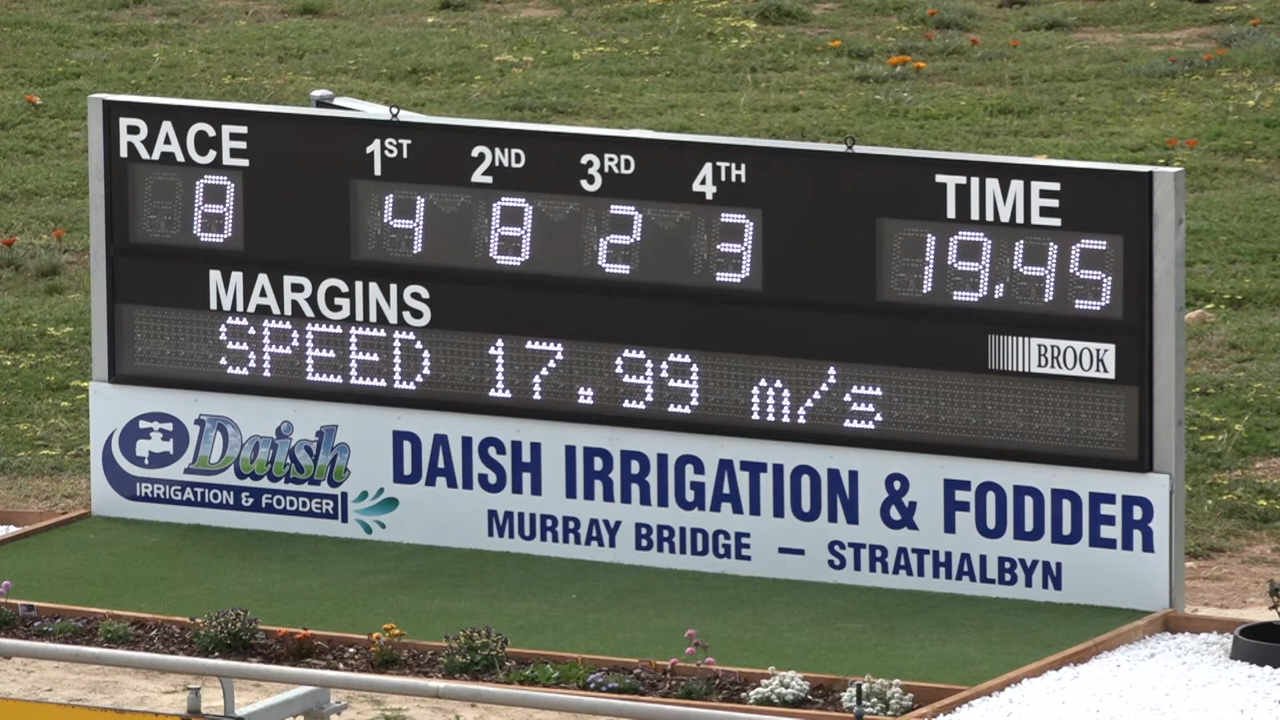 RACE 1ST 2ND 3RD 4TH TIME
8 4 8 2 3 19.45
MARGINS
SPEED 17.99 m/s
BROOK
Daish
IRRIGATION & FODDER
DAISH IRRIGATION & FODDER
MURRAY BRIDGE – STRATHALBYN